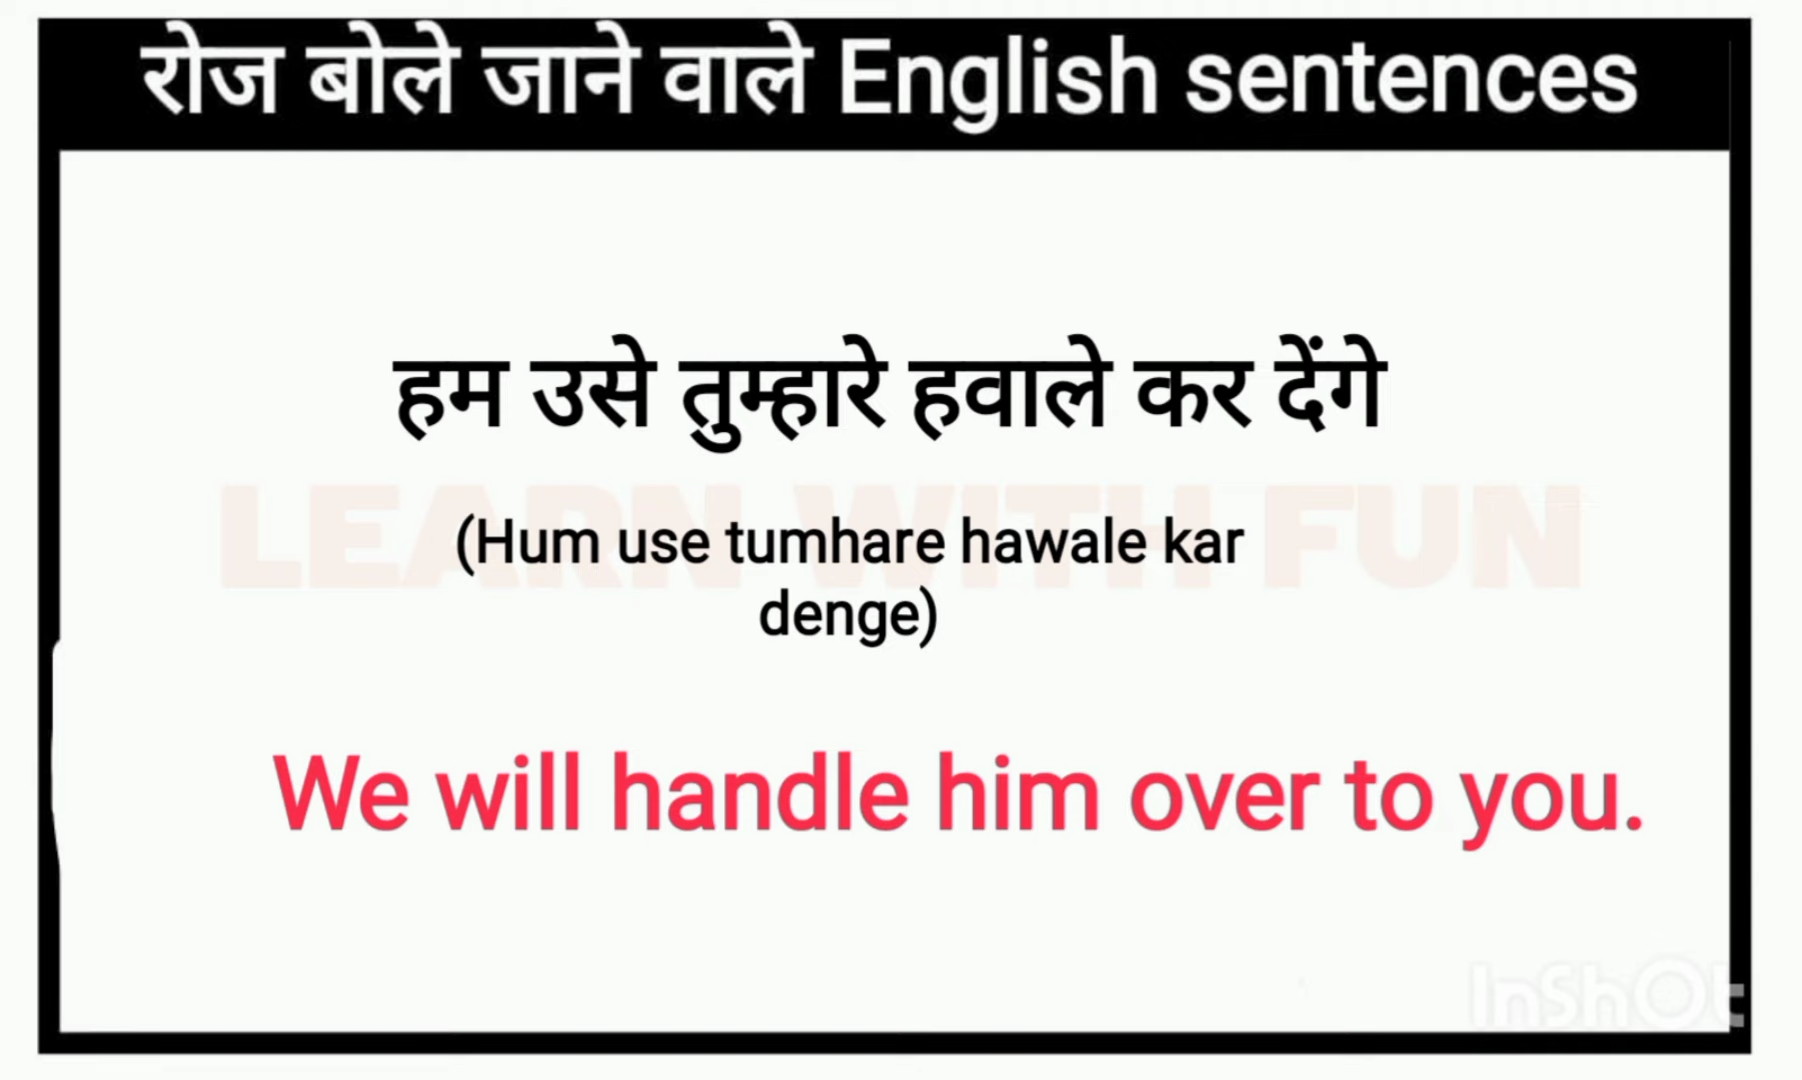 रोज बोले जाने वाले English sentences
हम उसे तुम्हारे हवाले कर देंगे
LEARN WITH FUN
(Hum use tumhare hawale kar
denge)
We will handle him over to you.
InShOt